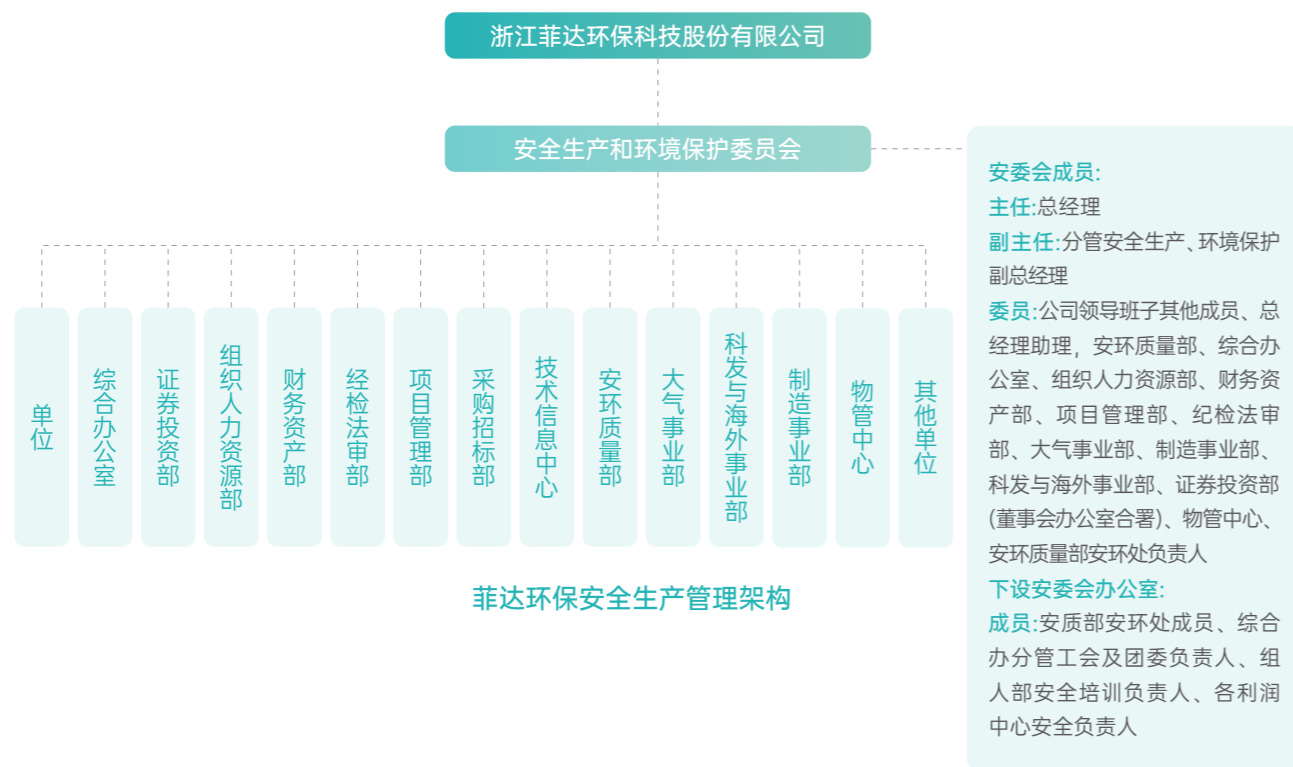 浙江菲达环保科技股份有限公司
安全生产和环境保护委员会
单位
综合办公室
证券投资部
组织人力资源部
财务资产部
经检法审部
项目管理部
采购招标部
技术信息中心
安环质量部
大气事业部
科发与海外事业部
制造事业部
物管中心
其他单位
菲达环保安全生产管理架构
安委会成员:
主任:总经理
副主任:分管安全生产、环境保护
副总经理
委员:公司领导班子其他成员、总
经理助理，安环质量部、综合办
公室、组织人力资源部、财务资
产部、项目管理部、纪检法审
部、大气事业部、制造事业部、
科发与海外事业部、证券投资部
(董事会办公室合署)、物管中心、
安环质量部安环处负责人
下设安委会办公室:
成员:安质部安环处成员、综合
办分管工会及团委负责人、组
人部安全培训负责人、各利润
中心安全负责人